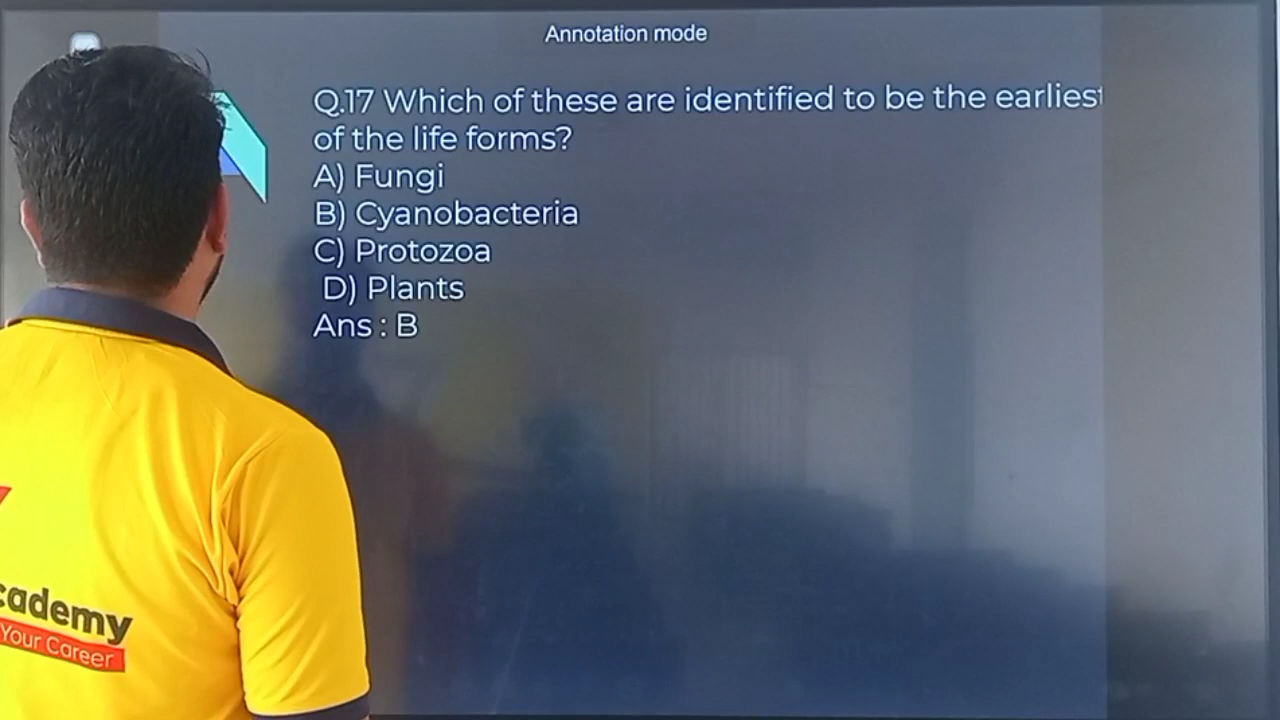 Annotation mode
Q.17 Which of these are identified to be the earliest
of the life forms?
A) Fungi
B) Cyanobacteria
C) Protozoa
D) Plants
Ans : B
cademy
Your Career